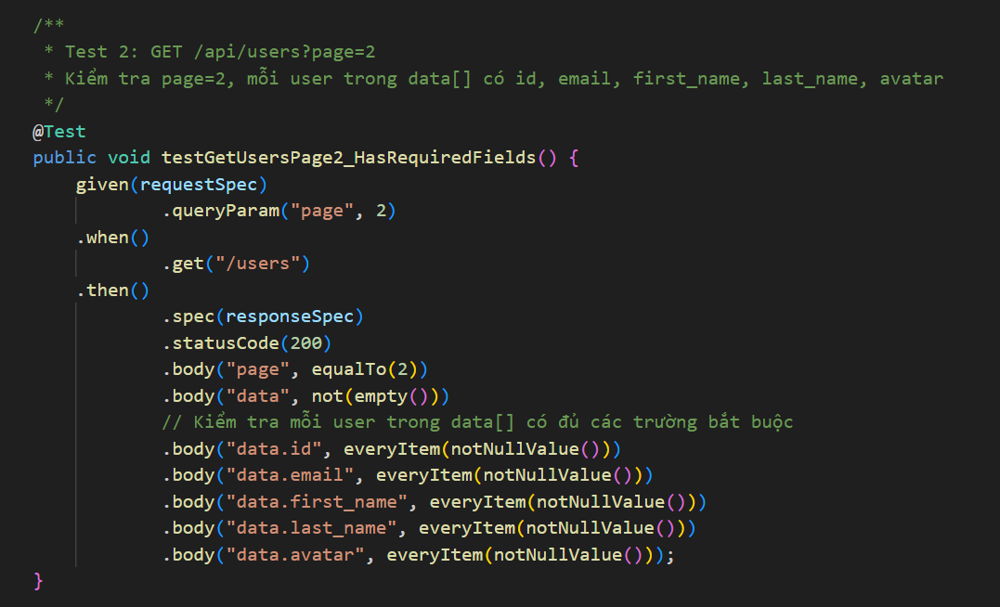 /**
 * Test 2: GET /api/users?page=2
 * Kiểm tra page=2, mỗi user trong data[] có id, email, first_name, last_name, avatar
 */
@Test
public void testGetUsersPage2_HasRequiredFields() {
    given(requestSpec)
            .queryParam("page", 2)
    .when()
            .get("/users")
    .then()
            .spec(responseSpec)
            .statusCode(200)
            .body("page", equalTo(2))
            .body("data", not(empty()))
            // Kiểm tra mỗi user trong data[] có đủ các trường bắt buộc
            .body("data.id", everyItem(notNullValue()))
            .body("data.email", everyItem(notNullValue()))
            .body("data.first_name", everyItem(notNullValue()))
            .body("data.last_name", everyItem(notNullValue()))
            .body("data.avatar", everyItem(notNullValue()));
}